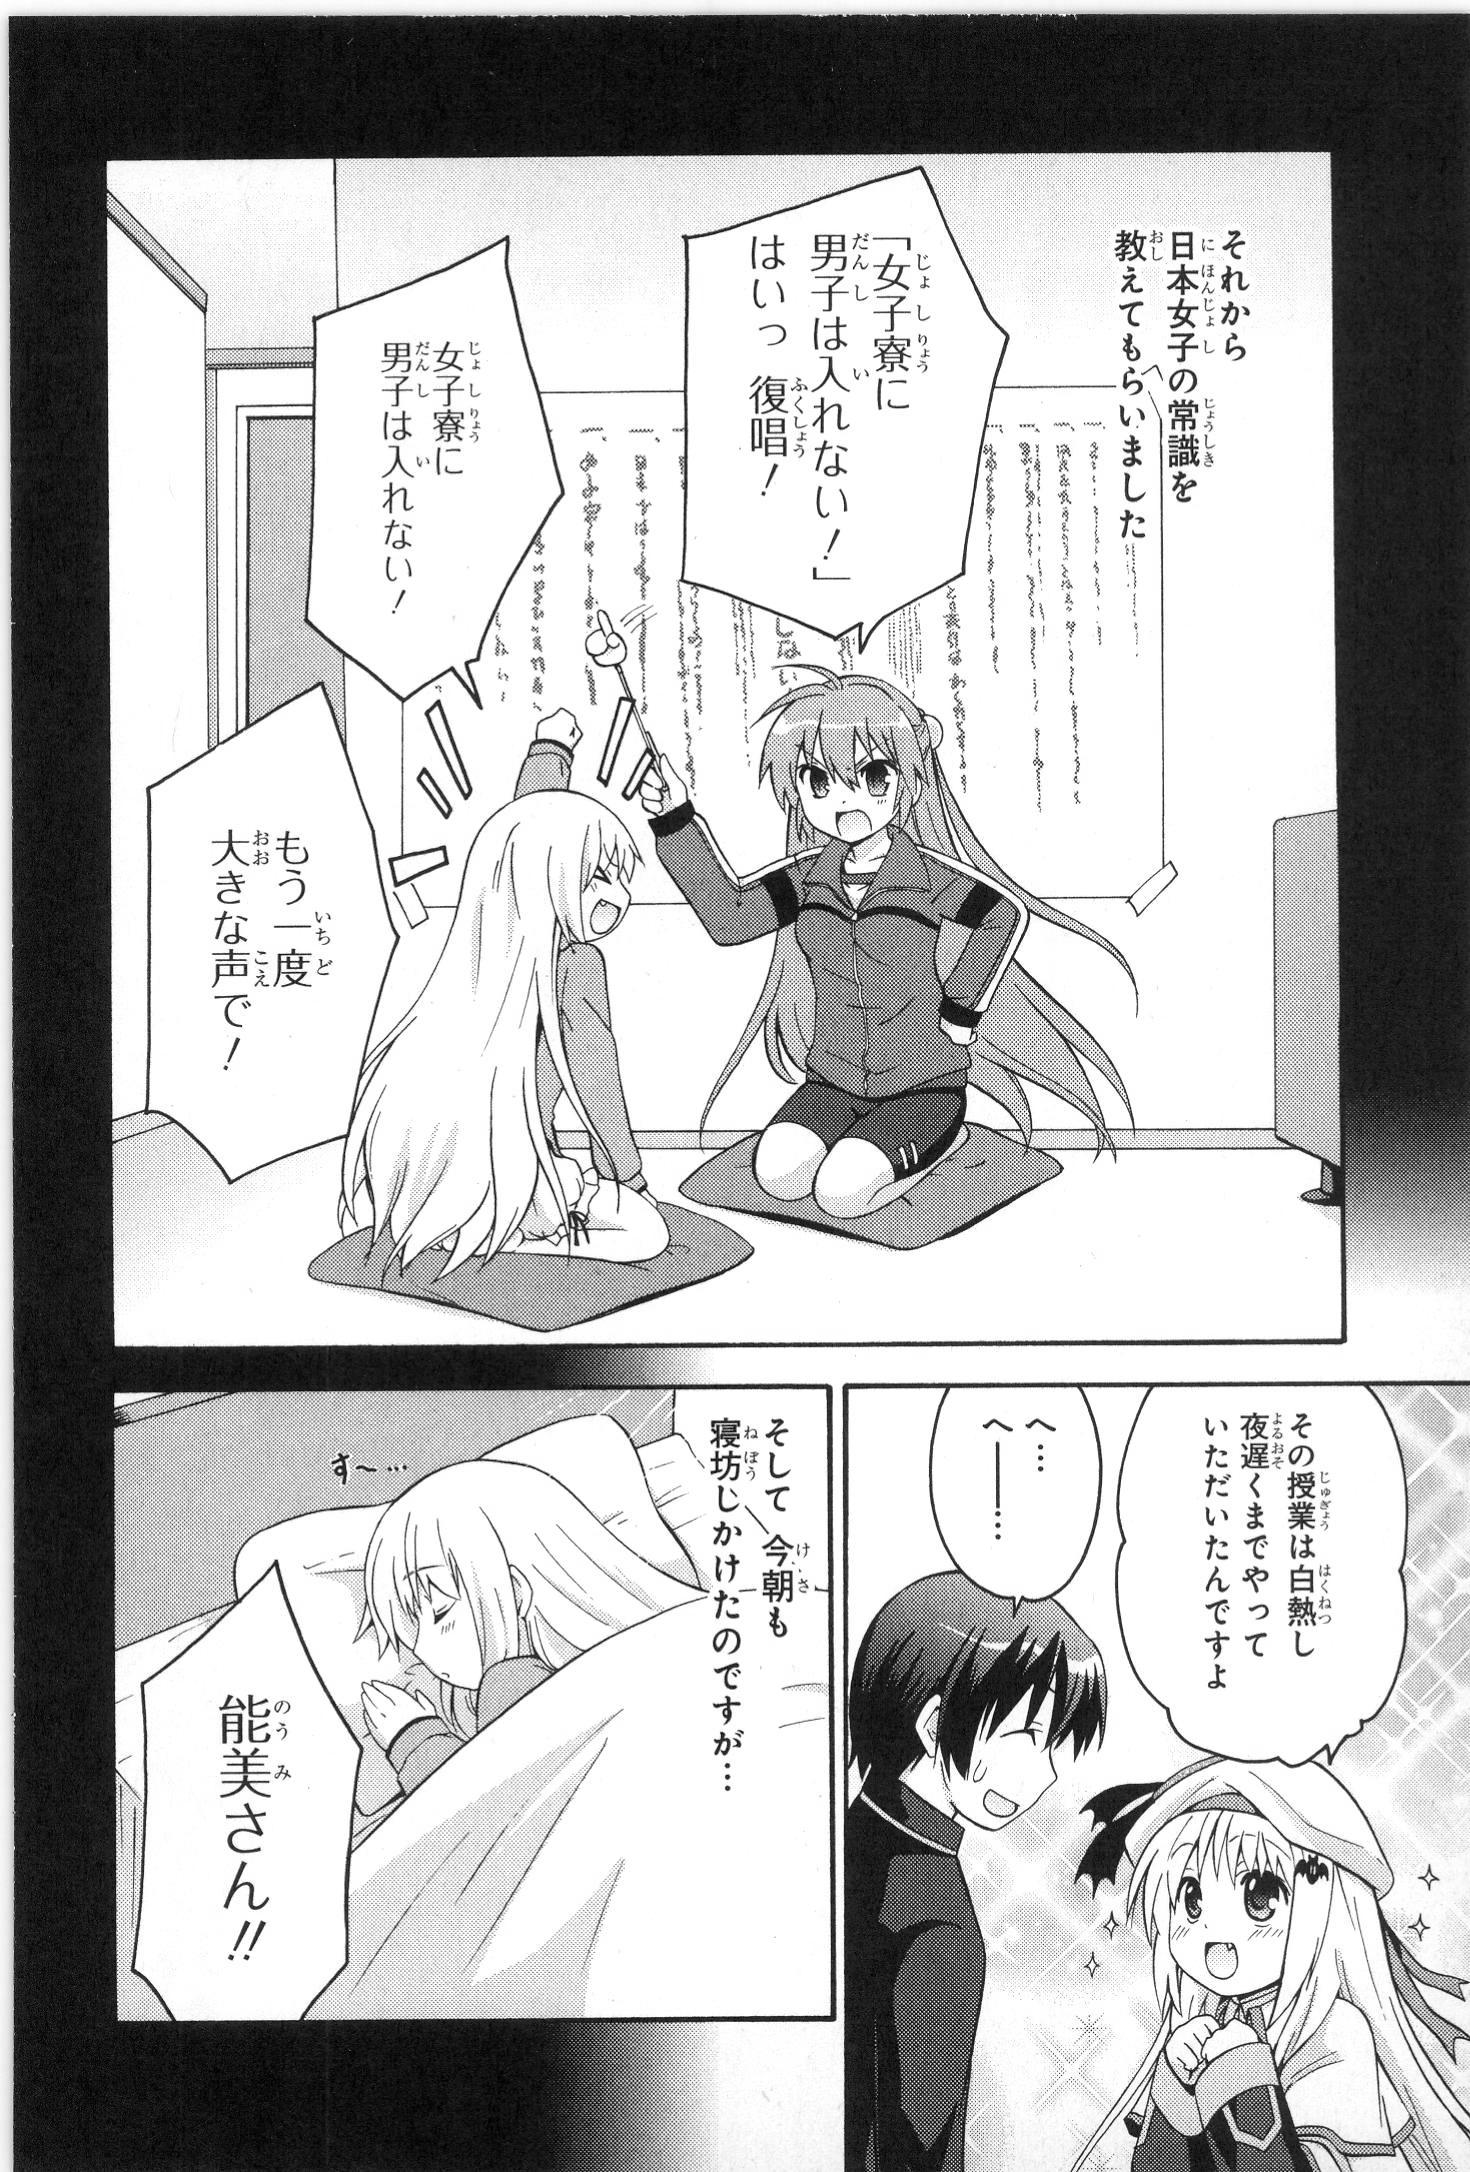 それから
日本女子の常識を
教えてもらいました
「女子寮に
男子は入れない！」
はいっ　復唱！
女子寮に
男子は入れない！
もう一度
大きな声で！
その授業は白熱し
夜遅くまでやって
いただいたんですよ
へ…
へー…
そして　今朝も
寝坊しかけたのですが…
す〜…
能美さん!!